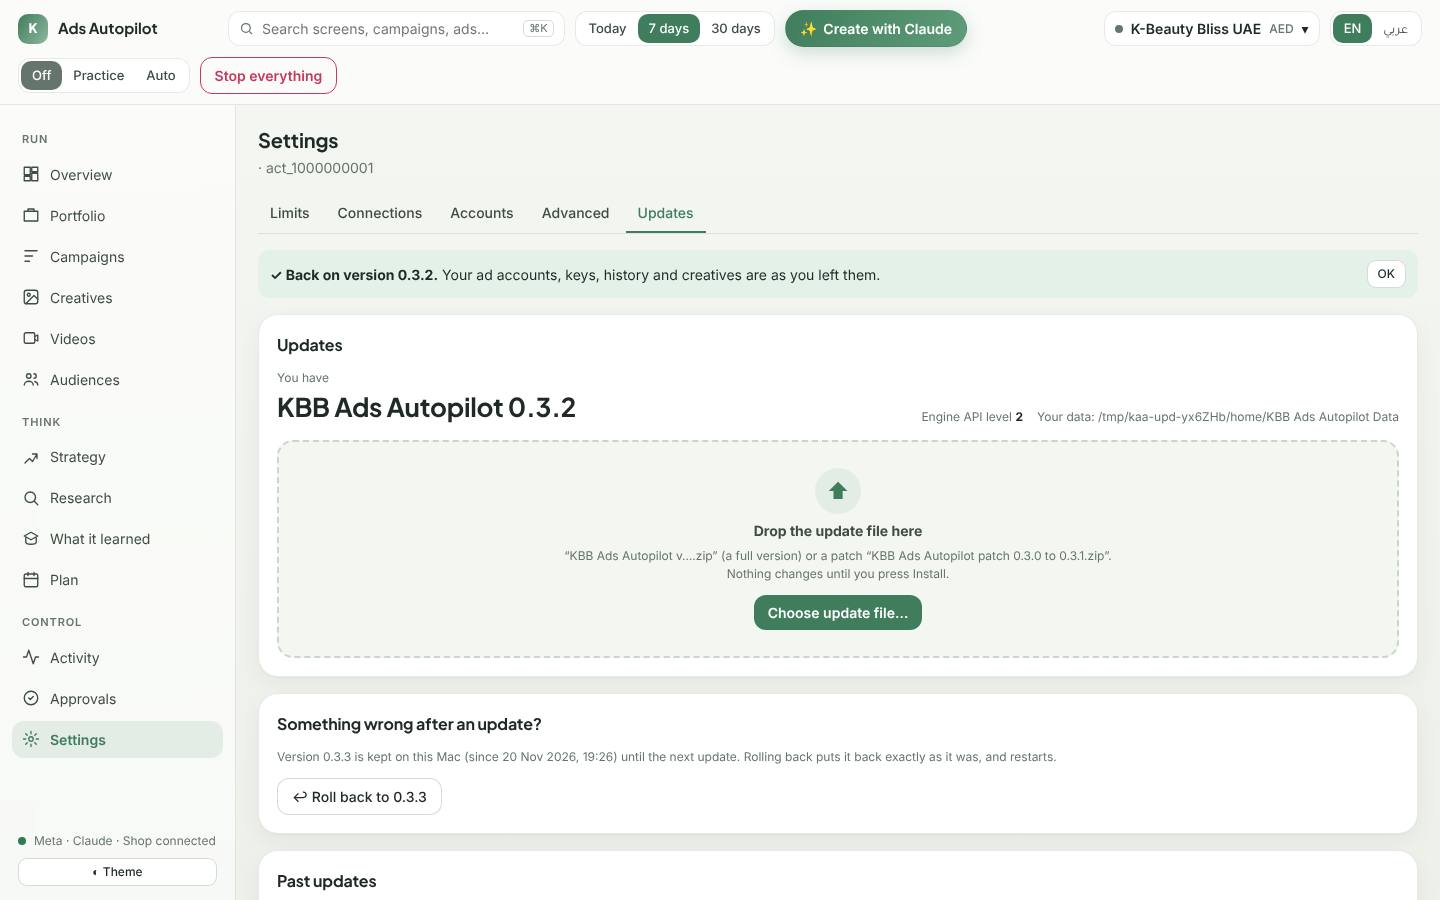 K
Ads Autopilot
Search screens, campaigns, ads...
⌘K
Today
7 days
30 days
✨ Create with Claude
K-Beauty Bliss UAE AED ▾
EN
عربي
Off
Practice
Auto
Stop everything
RUN
Overview
Portfolio
Campaigns
Creatives
Videos
Audiences
THINK
Strategy
Research
What it learned
Plan
CONTROL
Activity
Approvals
Settings
Meta · Claude · Shop connected
Theme
Settings
· act_1000000001
Limits
Connections
Accounts
Advanced
Updates
✓ Back on version 0.3.2. Your ad accounts, keys, history and creatives are as you left them.
OK
Updates
You have
KBB Ads Autopilot 0.3.2
Engine API level 2 Your data: /tmp/kaa-upd-yx6ZHb/home/KBB Ads Autopilot Data
Drop the update file here
“KBB Ads Autopilot v….zip” (a full version) or a patch “KBB Ads Autopilot patch 0.3.0 to 0.3.1.zip”.
Nothing changes until you press Install.
Choose update file...
Something wrong after an update?
Version 0.3.3 is kept on this Mac (since 20 Nov 2026, 19:26) until the next update. Rolling back puts it back exactly as it was, and restarts.
↩ Roll back to 0.3.3
Past updates